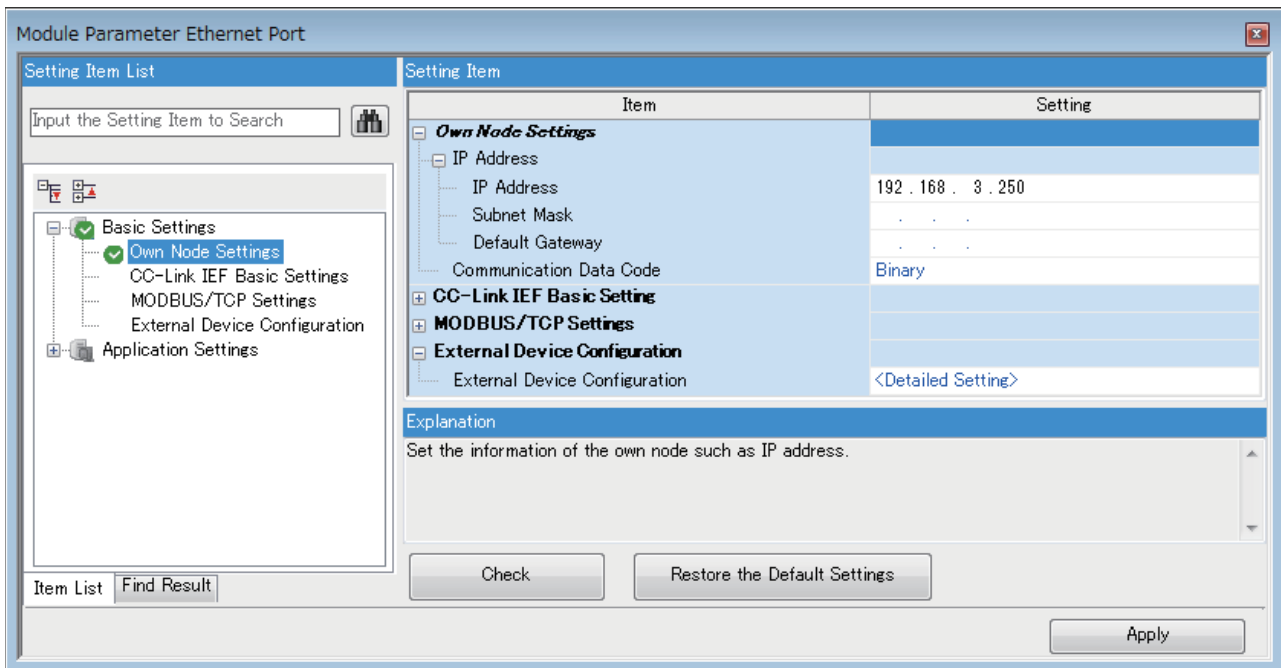 Module Parameter Ethernet Port
Setting Item List
Input the Setting Item to Search
Basic Settings
Own Node Settings
CC-Link IEF Basic Settings
MODBUS/TCP Settings
External Device Configuration
Application Settings
Item List Find Result
Setting Item
Item Setting
Own Node Settings
IP Address
IP Address 192 . 168 . 3 . 250
Subnet Mask . . .
Default Gateway . . .
Communication Data Code Binary
CC-Link IEF Basic Setting
MODBUS/TCP Settings
External Device Configuration
External Device Configuration <Detailed Setting>
Explanation
Set the information of the own node such as IP address.
Check Restore the Default Settings
Apply